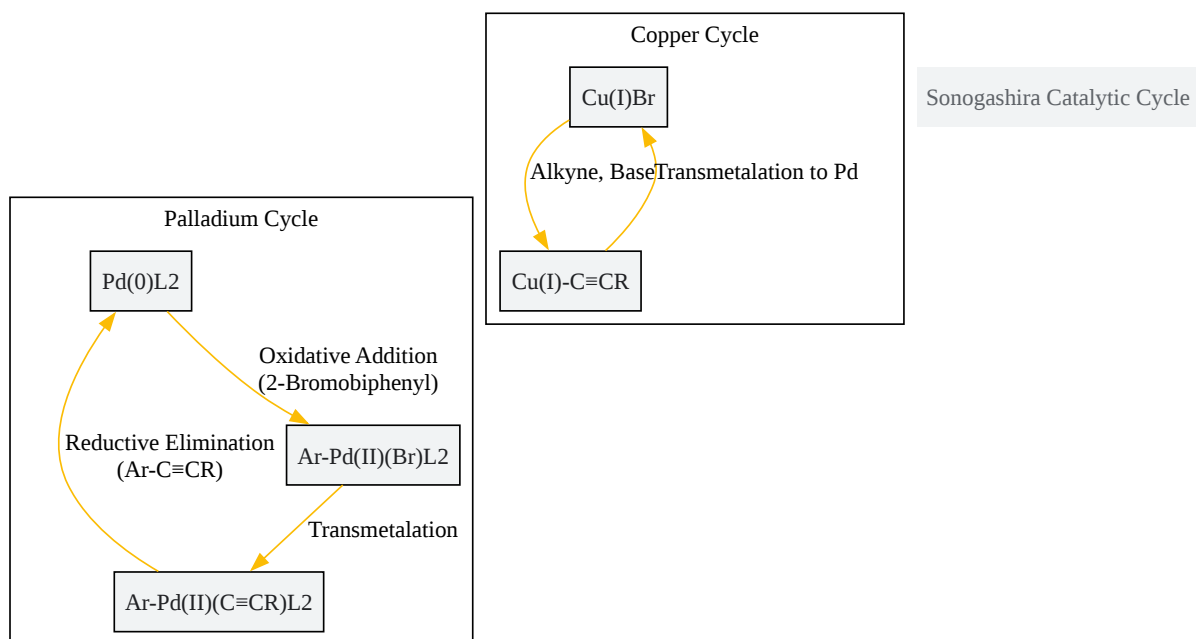 Copper Cycle
Cu(I)Br
Sonogashira Catalytic Cycle
Alkyne, Base
Transmetalation to Pd
Cu(I)-C≡CR
Palladium Cycle
Pd(0)L2
Oxidative Addition
(2-Bromobiphenyl)
Reductive Elimination
(Ar-C≡CR)
Ar-Pd(II)(Br)L2
Transmetalation
Ar-Pd(II)(C≡CR)L2